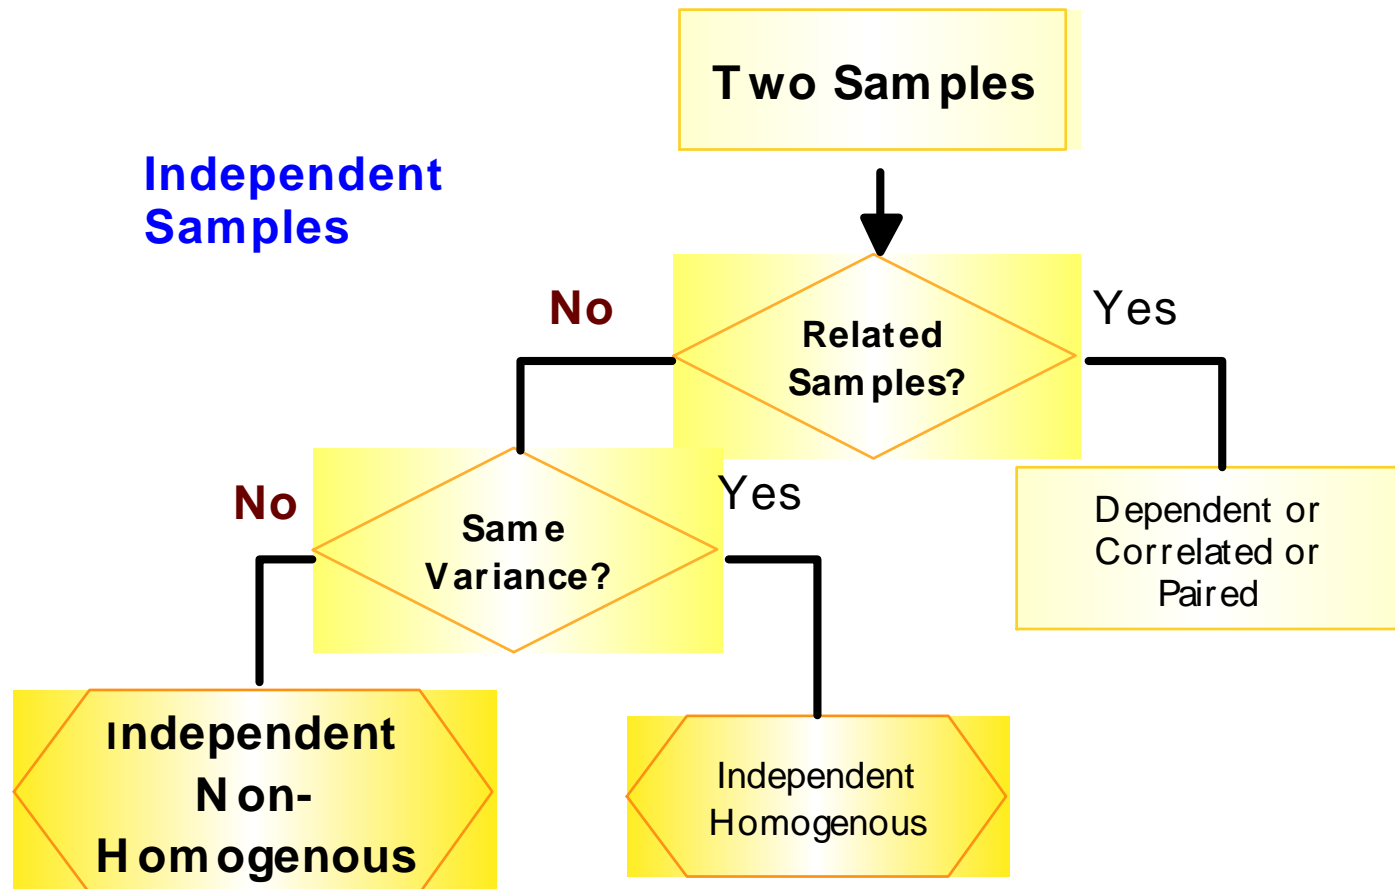 Two Samples
Independent
Samples
No
Yes
Related
Samples?
No
Yes
Same
Variance?
Dependent or
Correlated or
Paired
Independent
Non-
Homogenous
Independent
Homogenous